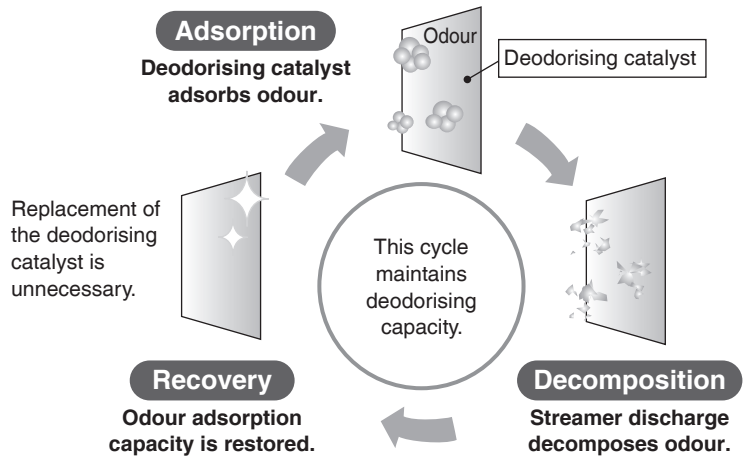 Adsorption
Deodorising catalyst
adsorbs odour.
Odour
Deodorising catalyst
Replacement of
the deodorising
catalyst is
unnecessary.
This cycle
maintains
deodorising
capacity.
Recovery
Odour adsorption
capacity is restored.
Decomposition
Streamer discharge
decomposes odour.